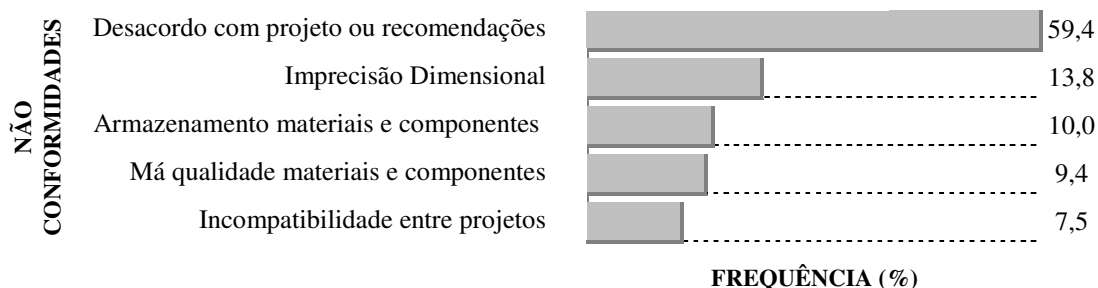 NÃO
CONFORMIDADES
Desacordo com projeto ou recomendações 59,4
Imprecisão Dimensional 13,8
Armazenamento materiais e componentes 10,0
Má qualidade materiais e componentes 9,4
Incompatibilidade entre projetos 7,5
FREQUÊNCIA (%)